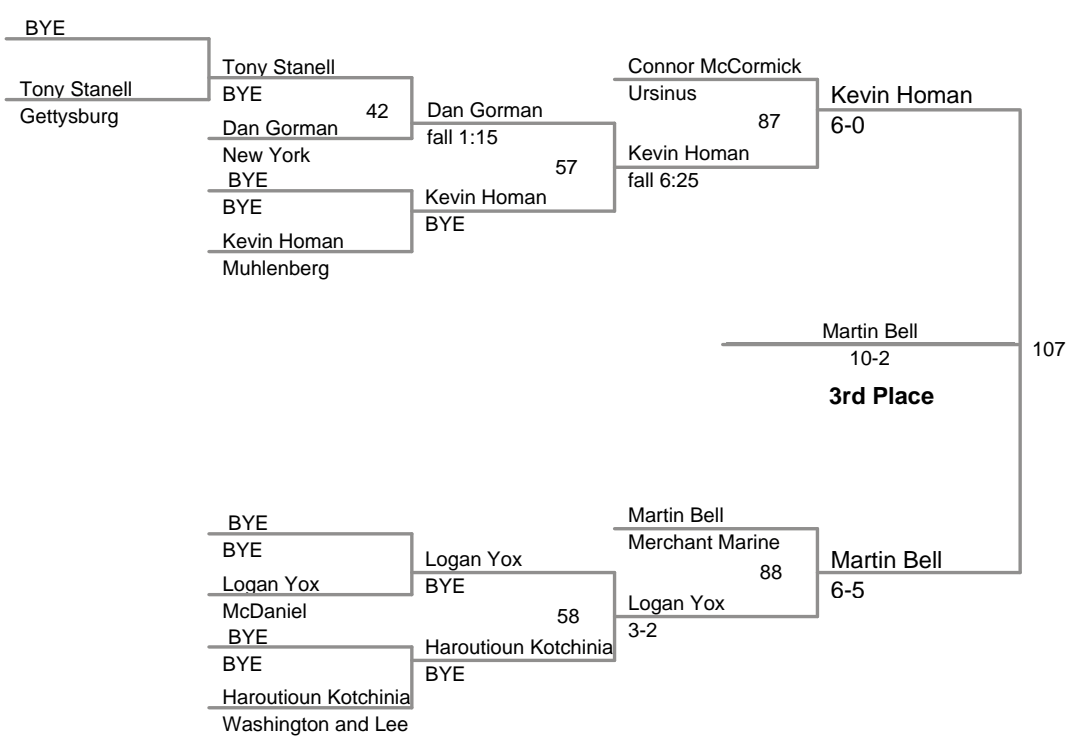 BYE
Tony Stanell
Gettysburg
Tony Stanell
BYE
42
Dan Gorman
New York
BYE
BYE
Kevin Homan
Muhlenberg
Dan Gorman
fall 1:15
57
Kevin Homan
BYE
Connor McCormick
Ursinus
87
Kevin Homan
fall 6:25
Kevin Homan
6-0
Martin Bell
10-2
107
3rd Place
BYE
BYE
Logan Yox
McDaniel
BYE
BYE
Haroutioun Kotchinia
Washington and Lee
Logan Yox
BYE
58
Haroutioun Kotchinia
BYE
Martin Bell
Merchant Marine
88
Logan Yox
3-2
Martin Bell
6-5